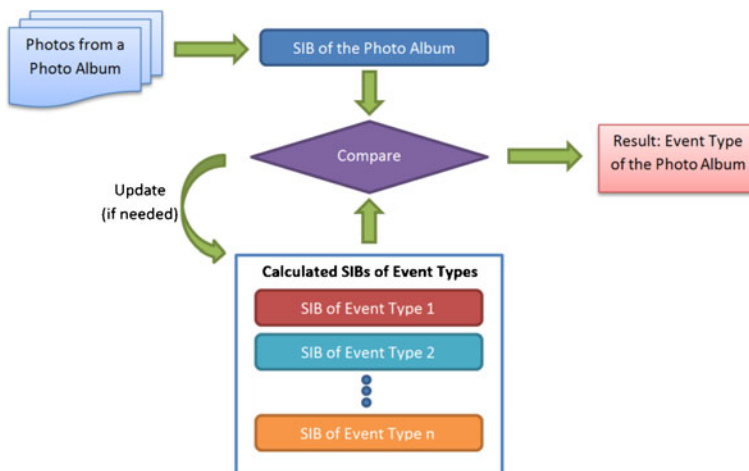 Photos from a
Photo Album
SIB of the Photo Album
Compare
Result: Event Type
of the Photo Album
Update
(if needed)
Calculated SIBs of Event Types
SIB of Event Type 1
SIB of Event Type 2
SIB of Event Type n